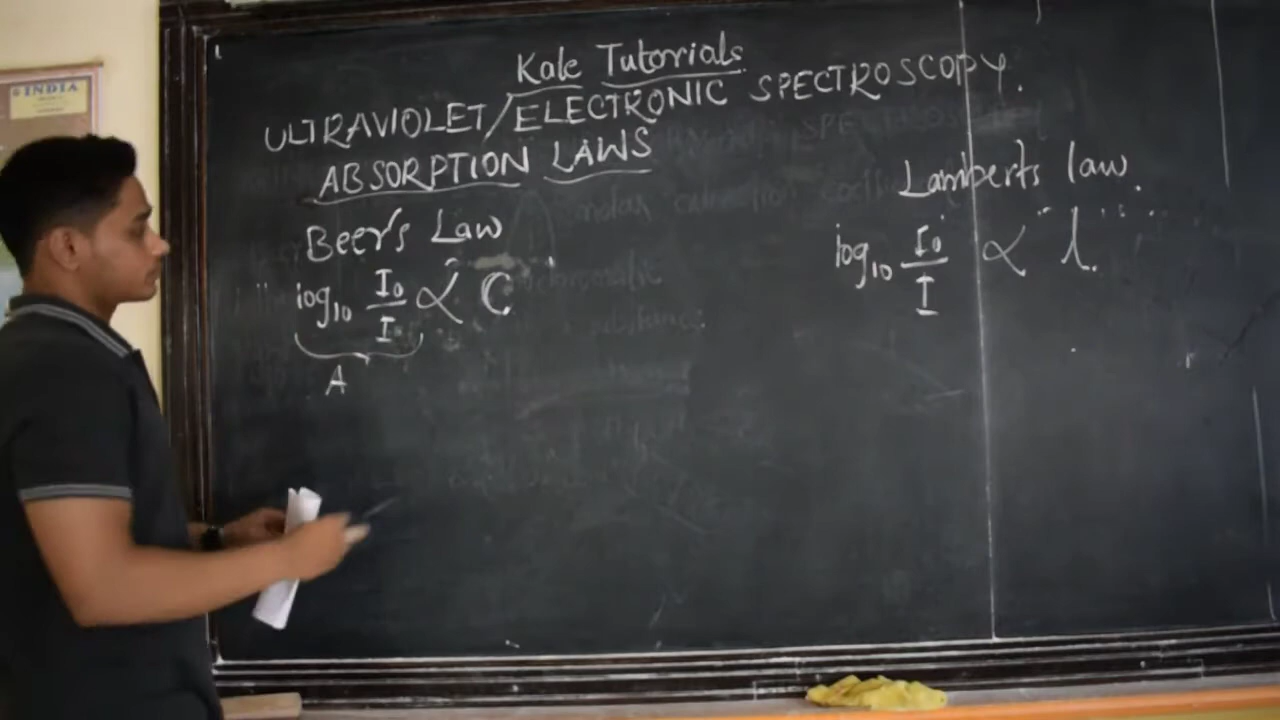 INDIA
Kale Tutorials
ULTRAVIOLET/ELECTRONIC SPECTROSCOPY.
ABSORPTION LAWS
Beer's Law
log₁₀ I₀/I ∝ C
A
Lamberts law.
log₁₀ I₀/I ∝ l.